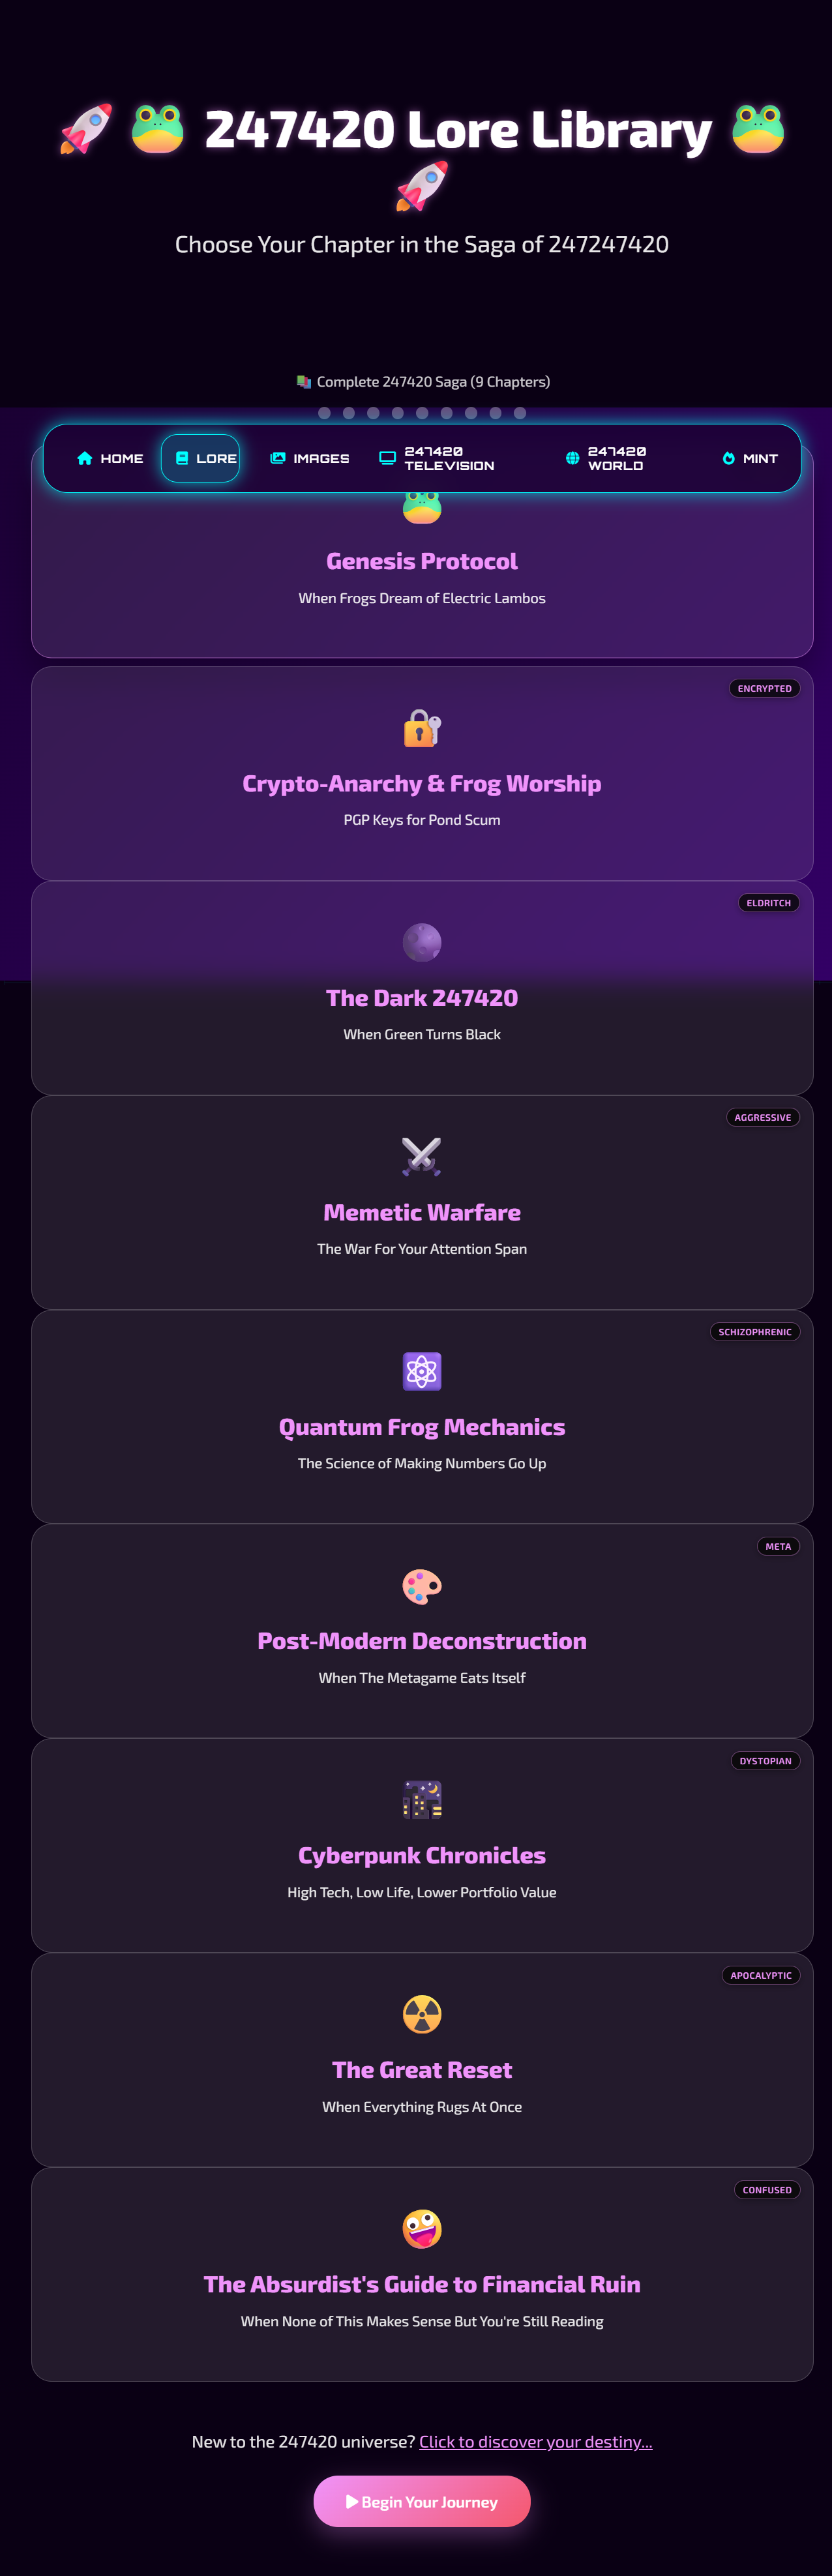 247420 Lore Library
Choose Your Chapter in the Saga of 247247420
Complete 247420 Saga (9 Chapters)
HOME
LORE
IMAGES
247420
TELEVISION
247420
WORLD
MINT
Genesis Protocol
When Frogs Dream of Electric Lambos
ENCRYPTED
Crypto-Anarchy & Frog Worship
PGP Keys for Pond Scum
ELDRITCH
The Dark 247420
When Green Turns Black
AGGRESSIVE
Memetic Warfare
The War For Your Attention Span
SCHIZOPHRENIC
Quantum Frog Mechanics
The Science of Making Numbers Go Up
META
Post-Modern Deconstruction
When The Metagame Eats Itself
DYSTOPIAN
Cyberpunk Chronicles
High Tech, Low Life, Lower Portfolio Value
APOCALYPTIC
The Great Reset
When Everything Rugs At Once
CONFUSED
The Absurdist's Guide to Financial Ruin
When None of This Makes Sense But You're Still Reading
New to the 247420 universe? Click to discover your destiny...
Begin Your Journey